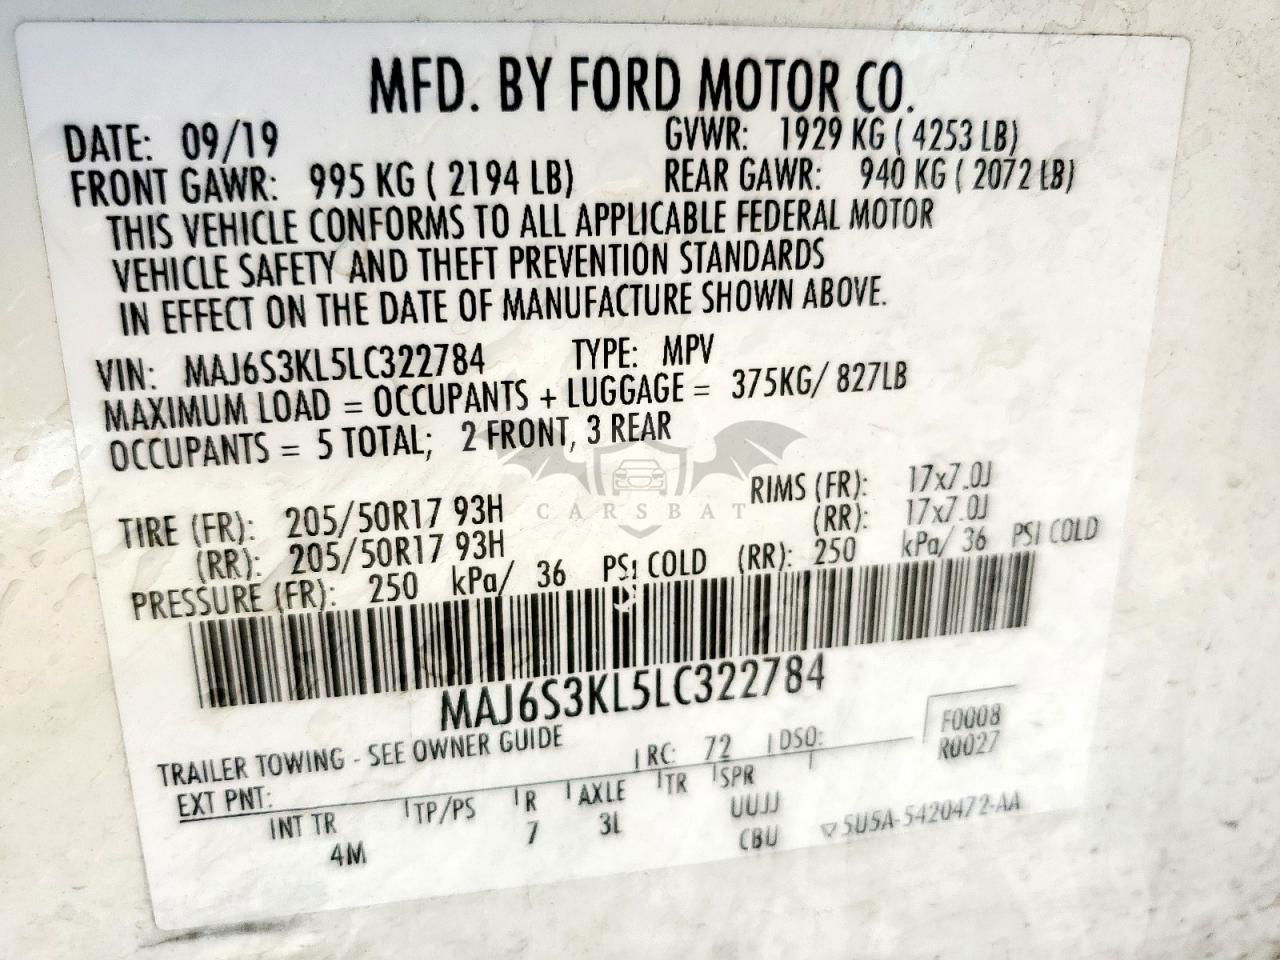 MFD. BY FORD MOTOR CO.
DATE: 09/19 GVWR: 1929 KG ( 4253 LB)
FRONT GAWR: 995 KG ( 2194 LB) REAR GAWR: 940 KG ( 2072 LB)
THIS VEHICLE CONFORMS TO ALL APPLICABLE FEDERAL MOTOR
VEHICLE SAFETY AND THEFT PREVENTION STANDARDS
IN EFFECT ON THE DATE OF MANUFACTURE SHOWN ABOVE.
VIN: MAJ6S3KL5LC322784 TYPE: MPV
MAXIMUM LOAD = OCCUPANTS + LUGGAGE = 375KG/ 827LB
OCCUPANTS = 5 TOTAL; 2 FRONT, 3 REAR
CARSBAT
TIRE (FR): 205/50R17 93H RIMS (FR): 17x7.0J
(RR): 205/50R17 93H (RR): 17x7.0J
PRESSURE (FR): 250 kPa/ 36 PSI COLD (RR): 250 kPa/ 36 PSI COLD
MAJ6S3KL5LC322784
TRAILER TOWING - SEE OWNER GUIDE
F0008
R0027
EXT PNT: RC: 72 DSO:
INT TR TP/PS R AXLE TR SPR
4M 7 3L UUJJ
CBU 5U5A-5420472-AA